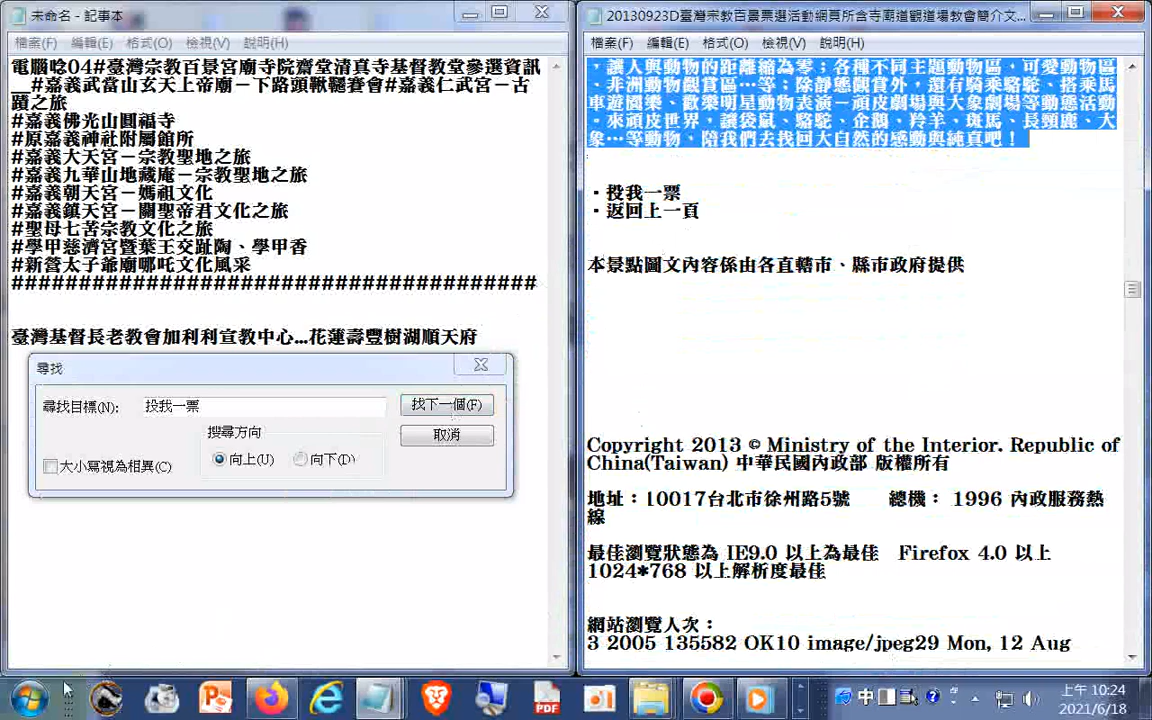 未命名 - 記事本
檔案(F) 編輯(E) 格式(O) 檢視(V) 說明(H)
電腦唸04#臺灣宗教百景宮廟寺院齋堂清真寺基督教堂參選資訊
__#嘉義武當山玄天上帝廟－下路頭鞦韆賽會#嘉義仁武宮－古
蹟之旅
#嘉義佛光山圓福寺
#原嘉義神社附屬館所
#嘉義大天宮－宗教聖地之旅
#嘉義九華山地藏庵－宗教聖地之旅
#嘉義朝天宮－媽祖文化
#嘉義鎮天宮－關聖帝君文化之旅
#聖母七苦宗教文化之旅
#學甲慈濟宮暨葉王交趾陶、學甲香
#新營太子爺廟哪吒文化風采
########################################
臺灣基督長老教會加利利宣教中心...花蓮壽豐樹湖順天府
尋找
尋找目標(N): 投我一票
找下一個(F)
搜尋方向
取消
大小寫視為相異(C)
向上(U) 向下(D)
20130923D臺灣宗教百景票選活動網頁所含寺廟道觀道場教會簡介文...
檔案(F) 編輯(E) 格式(O) 檢視(V) 說明(H)
，讓人與動物的距離縮為零；各種不同主題動物區，可愛動物區
、非洲動物觀賞區…等；除靜態觀賞外，還有騎乘駱駝、搭乘馬
車遊園樂、歡樂明星動物表演－頑皮劇場與大象劇場等動態活動
。來頑皮世界，讓袋鼠、駱駝、企鵝、羚羊、斑馬、長頸鹿、大
象…等動物，陪我們去找回大自然的感動與純真吧！
．投我一票
．返回上一頁
本景點圖文內容係由各直轄市、縣市政府提供
Copyright 2013 © Ministry of the Interior. Republic of
China(Taiwan) 中華民國內政部 版權所有
地址：10017台北市徐州路5號　　總機： 1996 內政服務熱
線
最佳瀏覽狀態為 IE9.0 以上為最佳　Firefox 4.0 以上
1024*768 以上解析度最佳
網站瀏覽人次：
3 2005 135582 OK10 image/jpeg29 Mon, 12 Aug
PDF
中
上午 10:24
2021/6/18